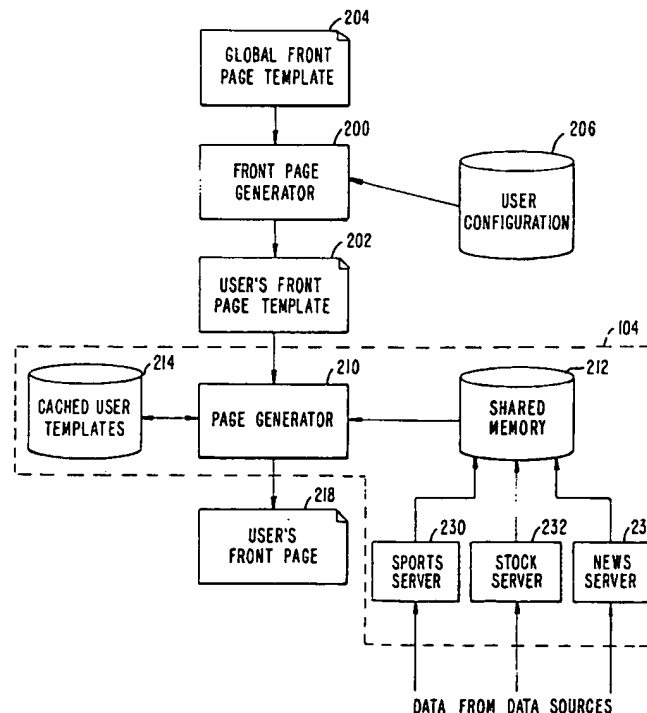 204
GLOBAL FRONT
PAGE TEMPLATE
200
206
FRONT PAGE
GENERATOR
USER
CONFIGURATION
202
USER'S FRONT
PAGE TEMPLATE
104
214
210
212
CACHED USER
TEMPLATES
PAGE GENERATOR
SHARED
MEMORY
218
USER'S
FRONT PAGE
230
232
23
SPORTS
SERVER
STOCK
SERVER
NEWS
SERVER
DATA FROM DATA SOURCES